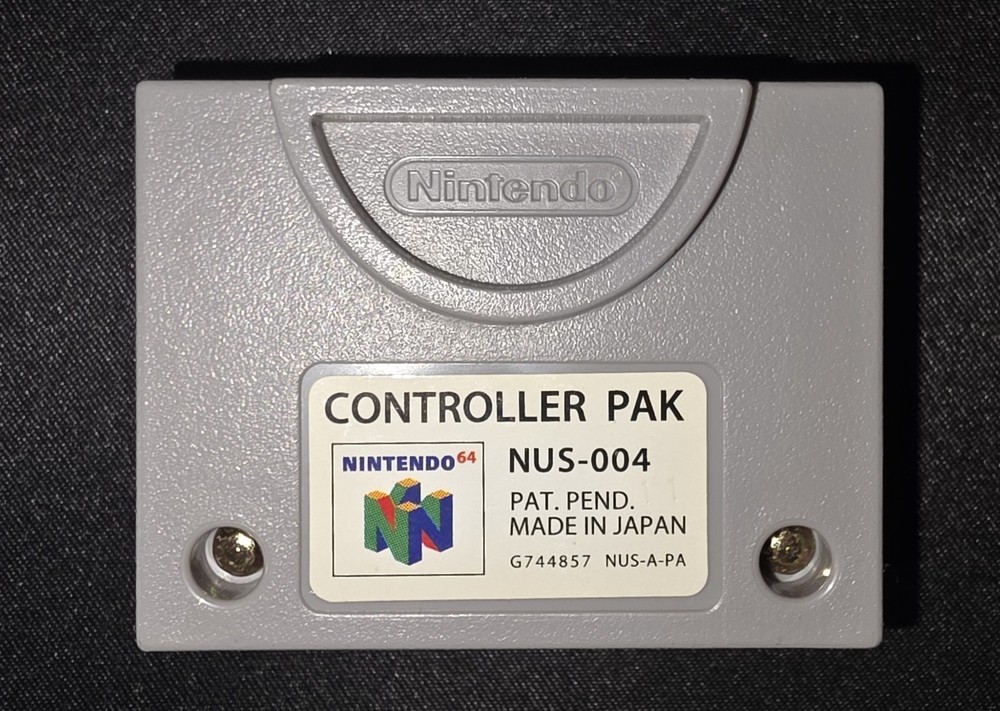 Nintendo
CONTROLLER PAK
NINTENDO64
NUS-004
PAT. PEND.
MADE IN JAPAN
G744857 NUS-A-PA